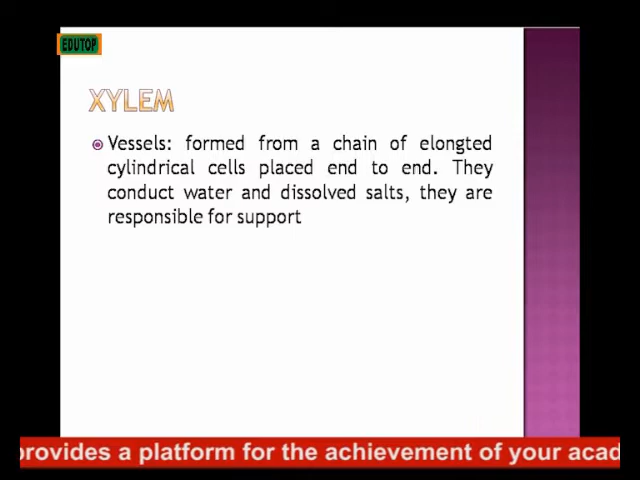 EDUTOP
XYLEM
Vessels: formed from a chain of elongted
cylindrical cells placed end to end. They
conduct water and dissolved salts, they are
responsible for support
provides a platform for the achievement of your acad